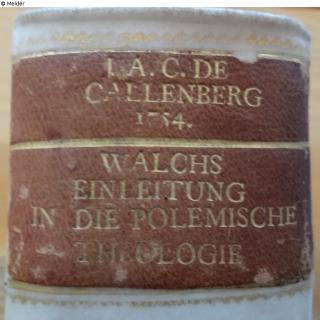 © Melder
I. A. C. DE
CALLENBERG
1754.
WALCHS
EINLEITUNG
IN DIE POLEMISCHE
THEOLOGIE